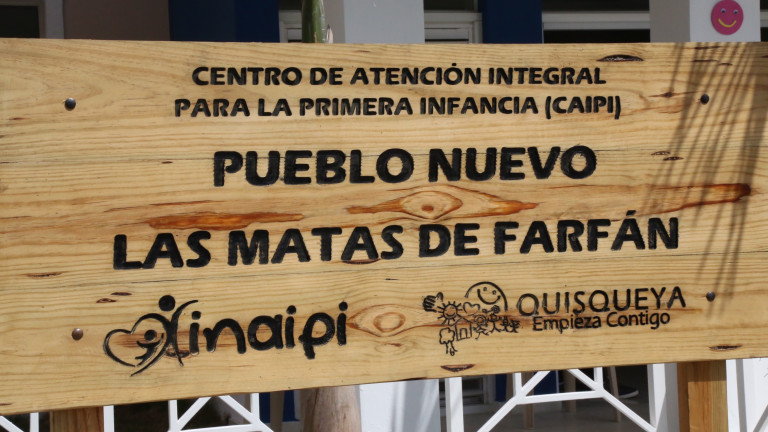 CENTRO DE ATENCIÓN INTEGRAL
PARA LA PRIMERA INFANCIA (CAIPI)
PUEBLO NUEVO
LAS MATAS DE FARFÁN
inaipi
QUISQUEYA
Empieza Contigo